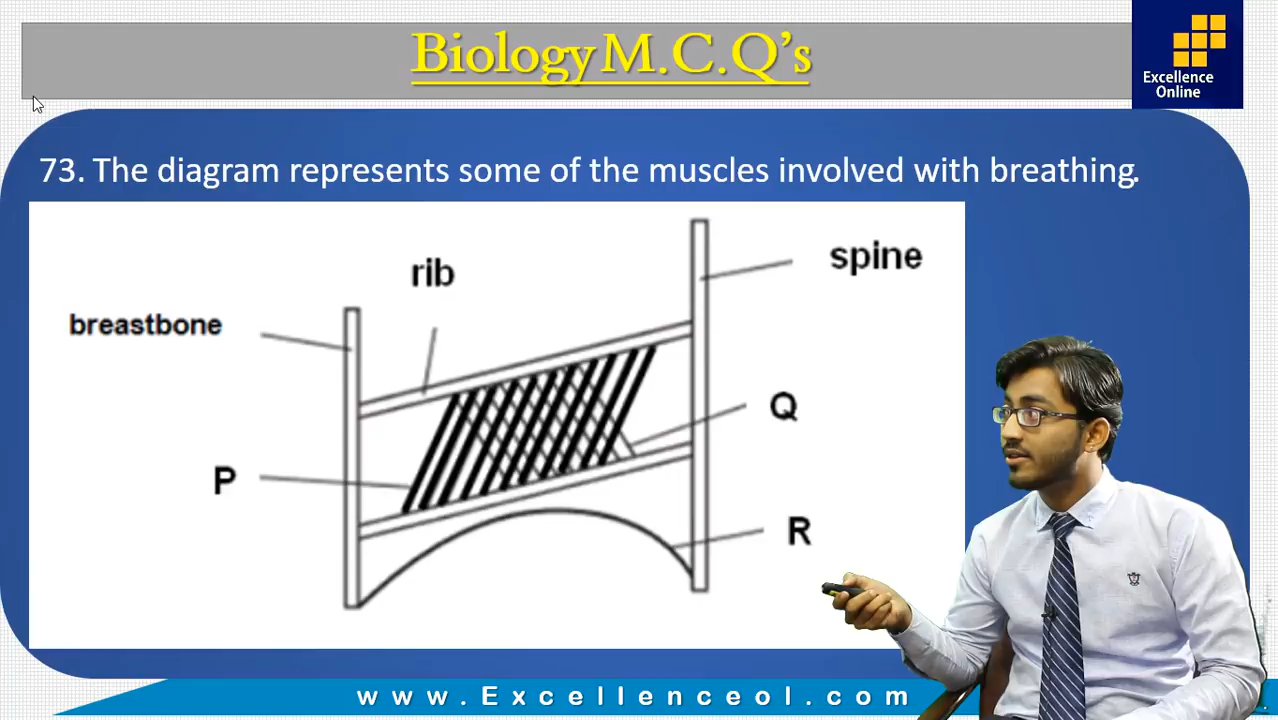 Biology M.C.Q's
Excellence
Online
73. The diagram represents some of the muscles involved with breathing.
rib
spine
breastbone
Q
P
R
www.Excellenceol.com